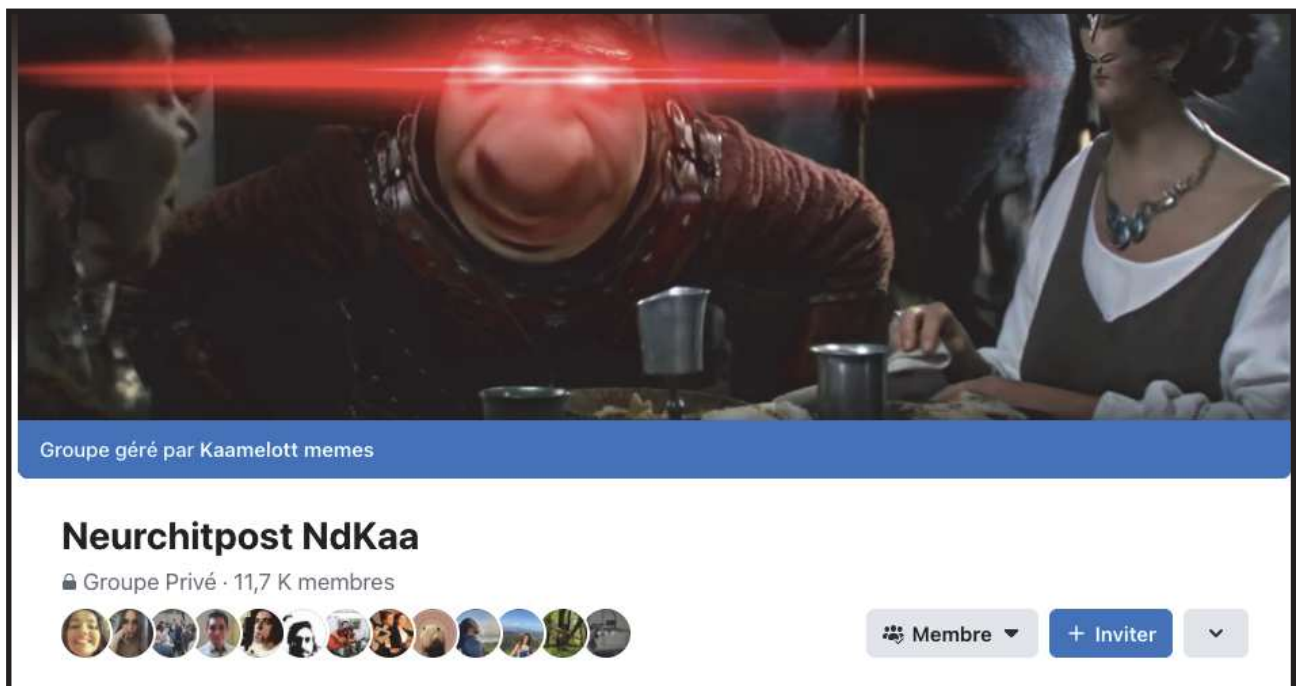 Groupe géré par Kaamelott memes
Neurchitpost NdKaa
Groupe Privé · 11,7 K membres
Membre
+ Inviter